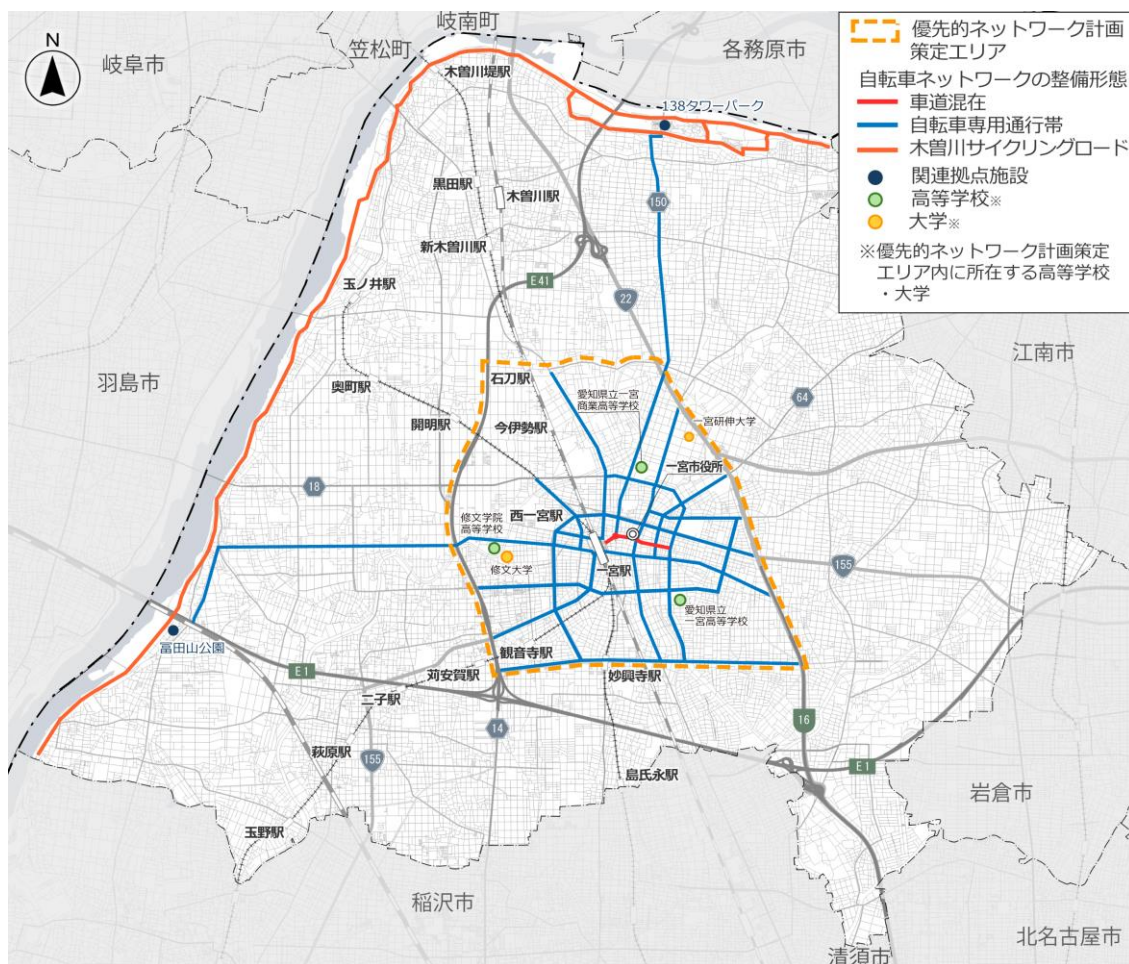 岐南町
笠松町
各務原市
岐阜市
N
木曽川堤駅
138タワーパーク
優先的ネットワーク計画
策定エリア
自転車ネットワークの整備形態
車道混在
自転車専用通行帯
木曽川サイクリングロード
関連拠点施設
高等学校※
大学※
※優先的ネットワーク計画策定
エリア内に所在する高等学校
・大学
黒田駅
木曽川駅
150
新木曽川駅
玉ノ井駅
E41
22
江南市
羽島市
石刀駅
奥町駅
愛知県立一宮
商業高等学校
64
開明駅
今伊勢駅
一宮研伸大学
一宮市役所
18
西一宮駅
修文学院
高等学校
修文大学
一宮駅
155
愛知県立
一宮高等学校
冨田山公園
観音寺駅
E1
苅安賀駅
妙興寺駅
二子駅
14
16
萩原駅
155
島氏永駅
E1
岩倉市
玉野駅
稲沢市
北名古屋市
清須市